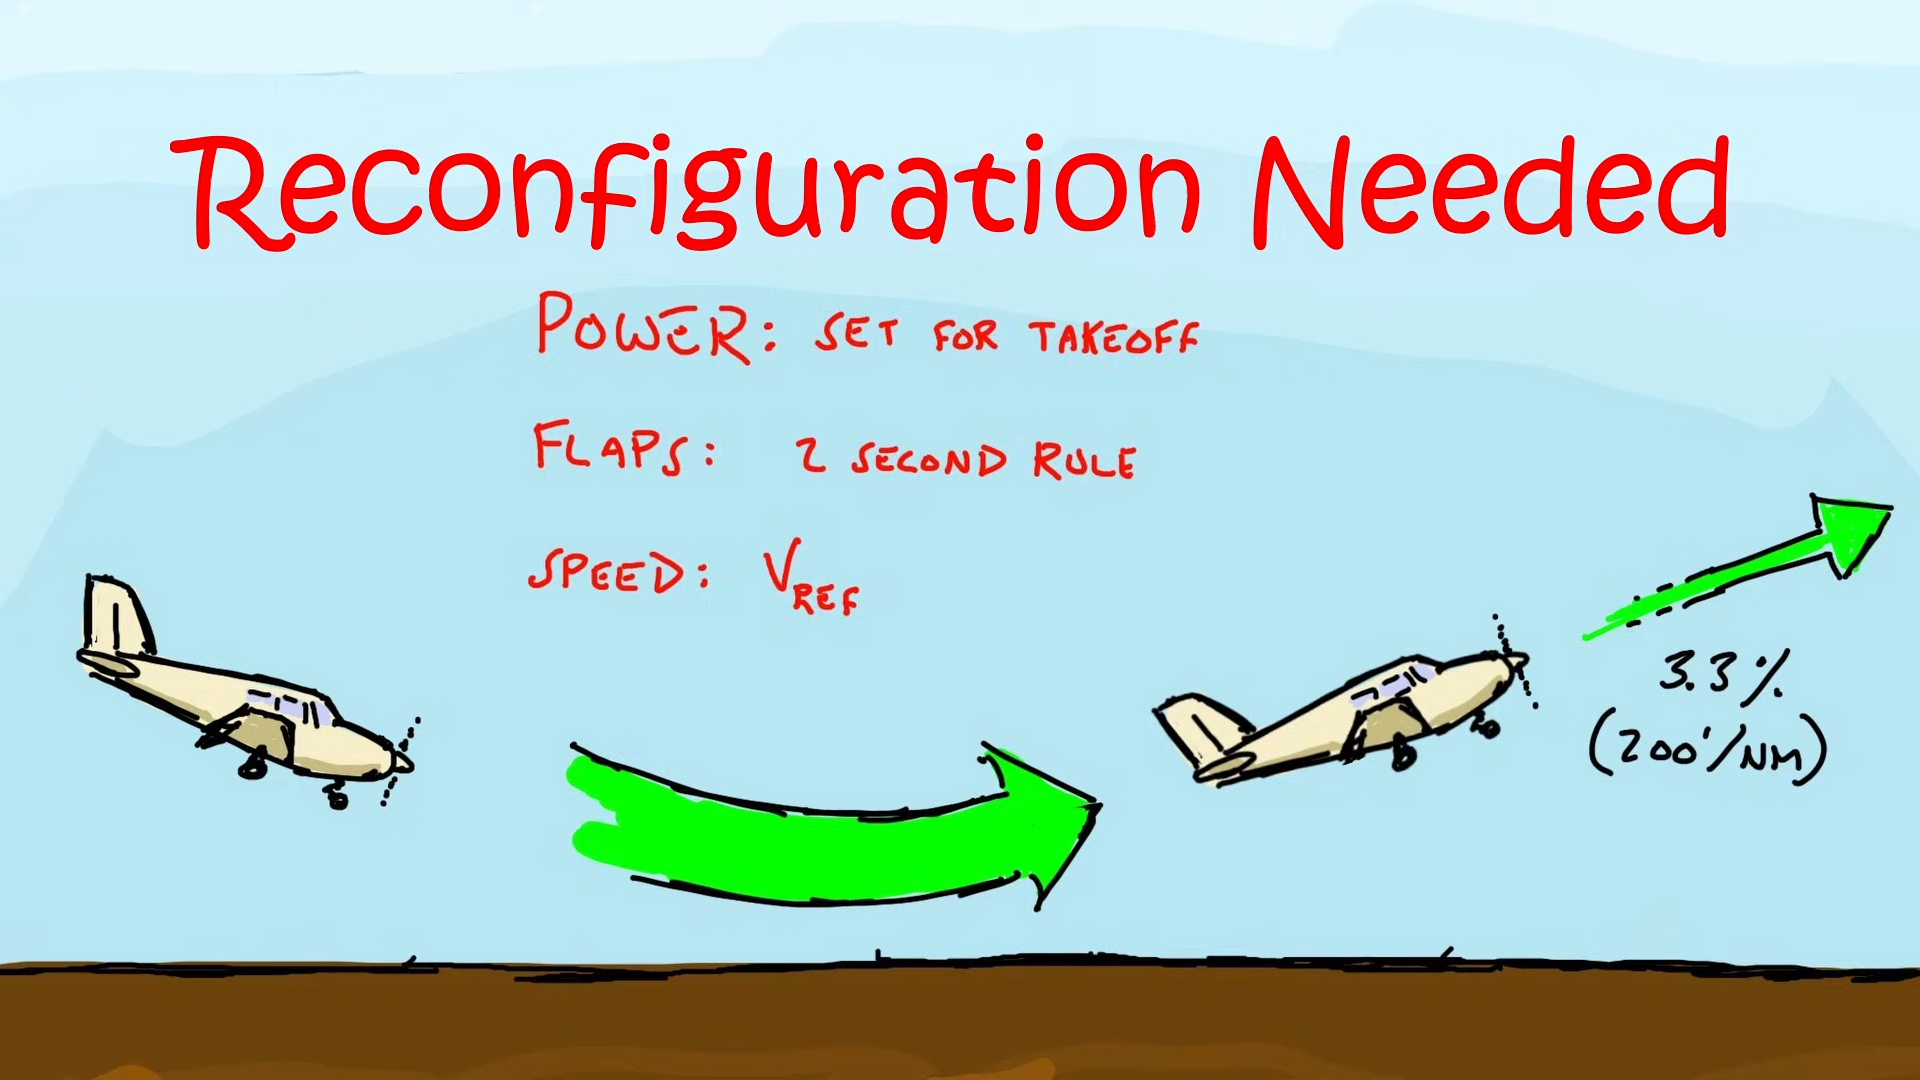 Reconfiguration Needed
POWER: SET FOR TAKEOFF
FLAPS: 2 SECOND RULE
SPEED: VREF
3.3%
(200'/NM)